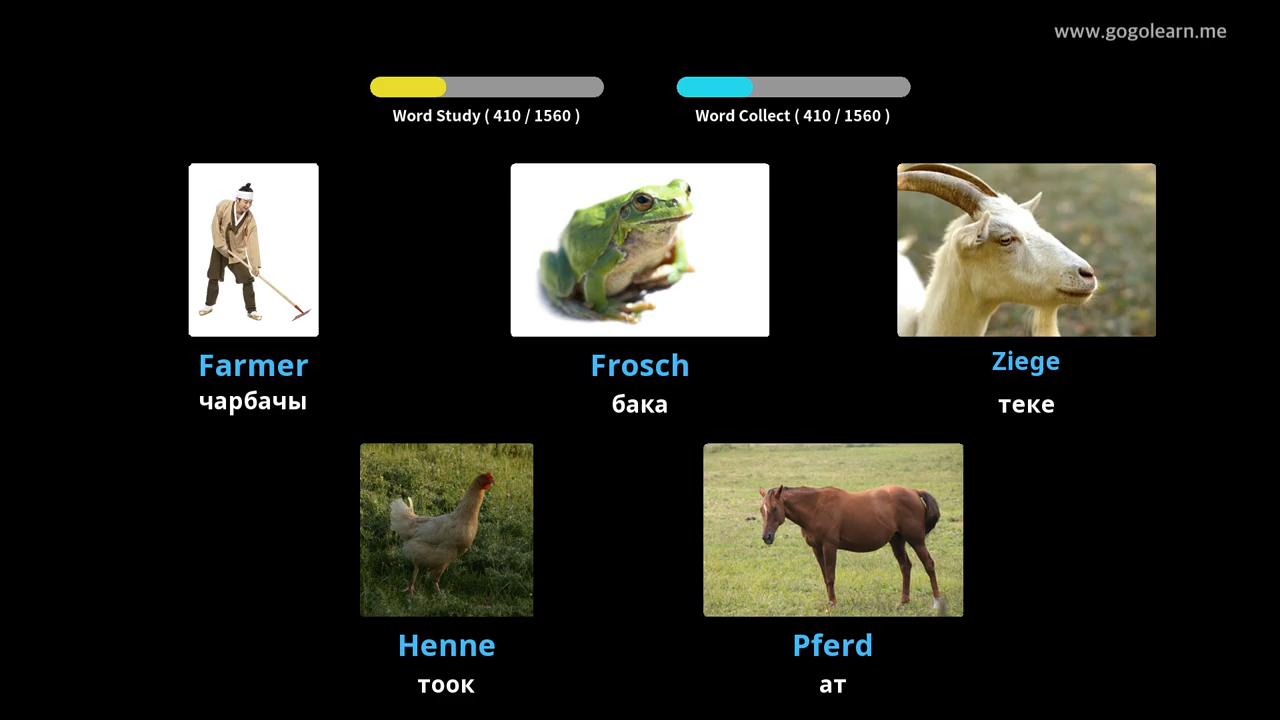 www.gogolearn.me
Word Study ( 410 / 1560 )
Word Collect ( 410 / 1560 )
Farmer
чарбачы
Frosch
бака
Ziege
теке
Henne
тоок
Pferd
ат